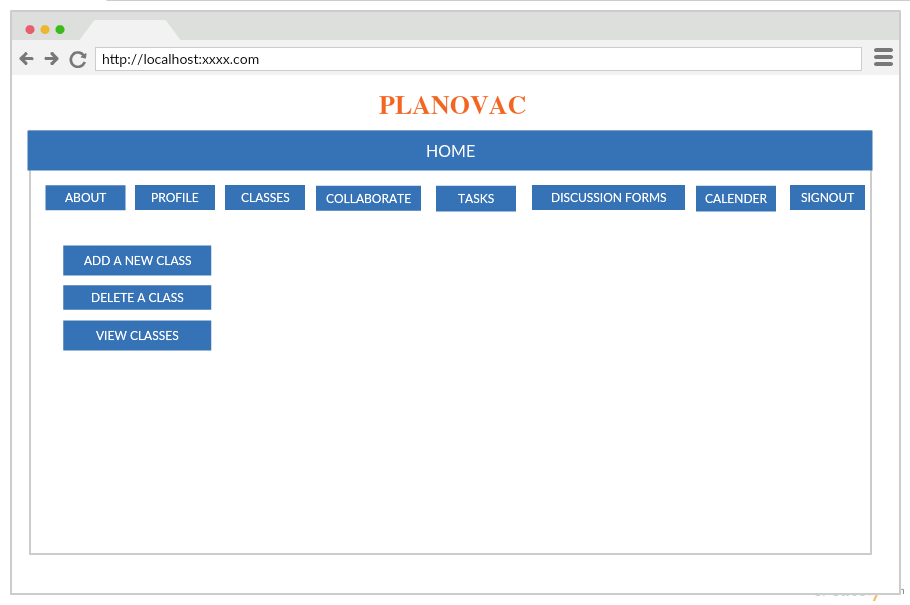 http://localhost:xxxx.com
PLANOVAC
HOME
ABOUT PROFILE CLASSES COLLABORATE TASKS DISCUSSION FORMS CALENDER SIGNOUT
ADD A NEW CLASS
DELETE A CLASS
VIEW CLASSES